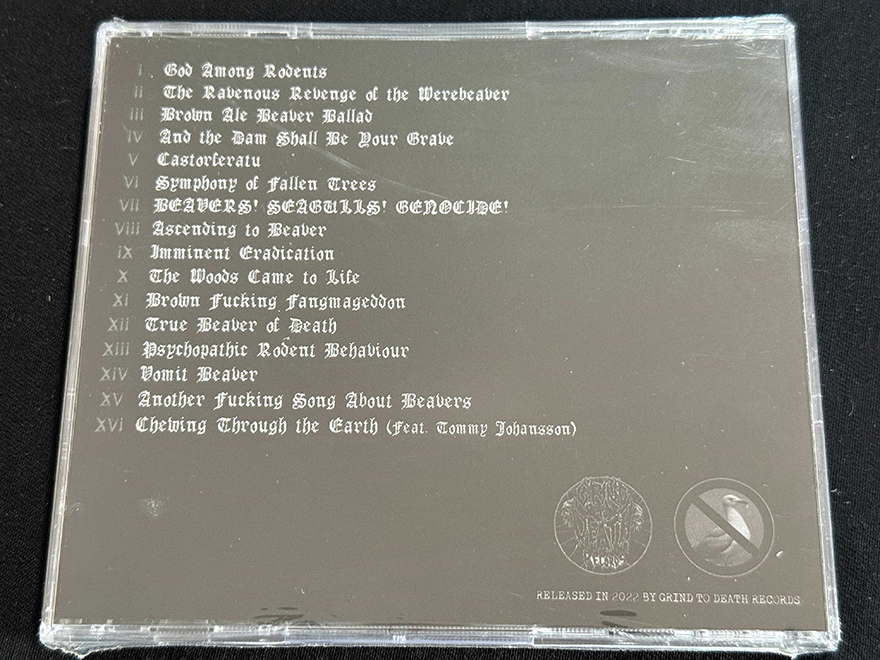 i God Among Rodents
ii The Ravenous Revenge of the Werebeaver
iii Brown Ale Beaver Ballad
iv And the Dam Shall Be Your Grave
v Castorferatu
vi Symphony of Fallen Trees
vii BEAVERS! SEAGULLS! GENOCIDE!
viii Ascending to Beaver
ix Imminent Eradication
x The Woods Came to Life
xi Brown Fucking Fangmageddon
xii True Beaver of Death
xiii Psychopathic Rodent Behaviour
xiv Vomit Beaver
xv Another Fucking Song About Beavers
xvi Chewing Through the Earth (feat. Tommy Johansson)
GRIND
TO
DEATH
RECORDS
RELEASED IN 2022 BY GRIND TO DEATH RECORDS